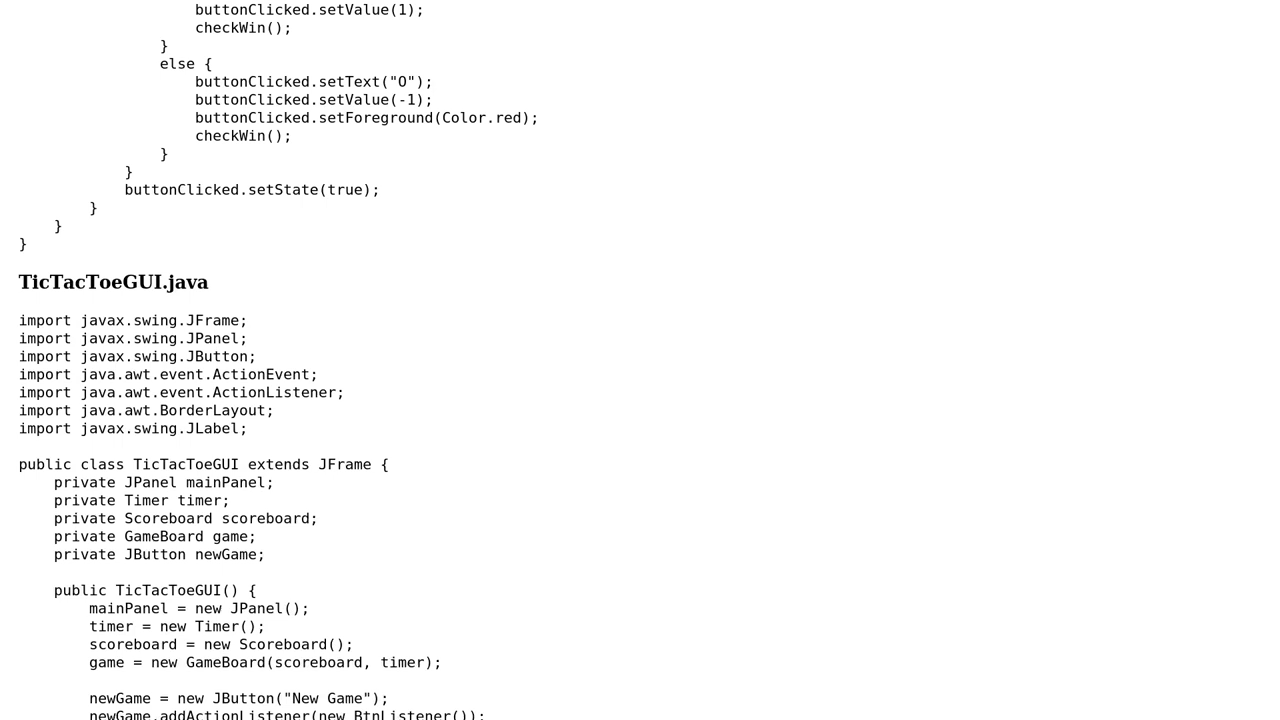 buttonClicked.setValue(1);
                    checkWin();
                }
                else {
                    buttonClicked.setText("O");
                    buttonClicked.setValue(-1);
                    buttonClicked.setForeground(Color.red);
                    checkWin();
                }
            }
            buttonClicked.setState(true);
        }
    }
}
TicTacToeGUI.java
import javax.swing.JFrame;
import javax.swing.JPanel;
import javax.swing.JButton;
import java.awt.event.ActionEvent;
import java.awt.event.ActionListener;
import java.awt.BorderLayout;
import javax.swing.JLabel;

public class TicTacToeGUI extends JFrame {
    private JPanel mainPanel;
    private Timer timer;
    private Scoreboard scoreboard;
    private GameBoard game;
    private JButton newGame;

    public TicTacToeGUI() {
        mainPanel = new JPanel();
        timer = new Timer();
        scoreboard = new Scoreboard();
        game = new GameBoard(scoreboard, timer);

        newGame = new JButton("New Game");
        newGame.addActionListener(new BtnListener());